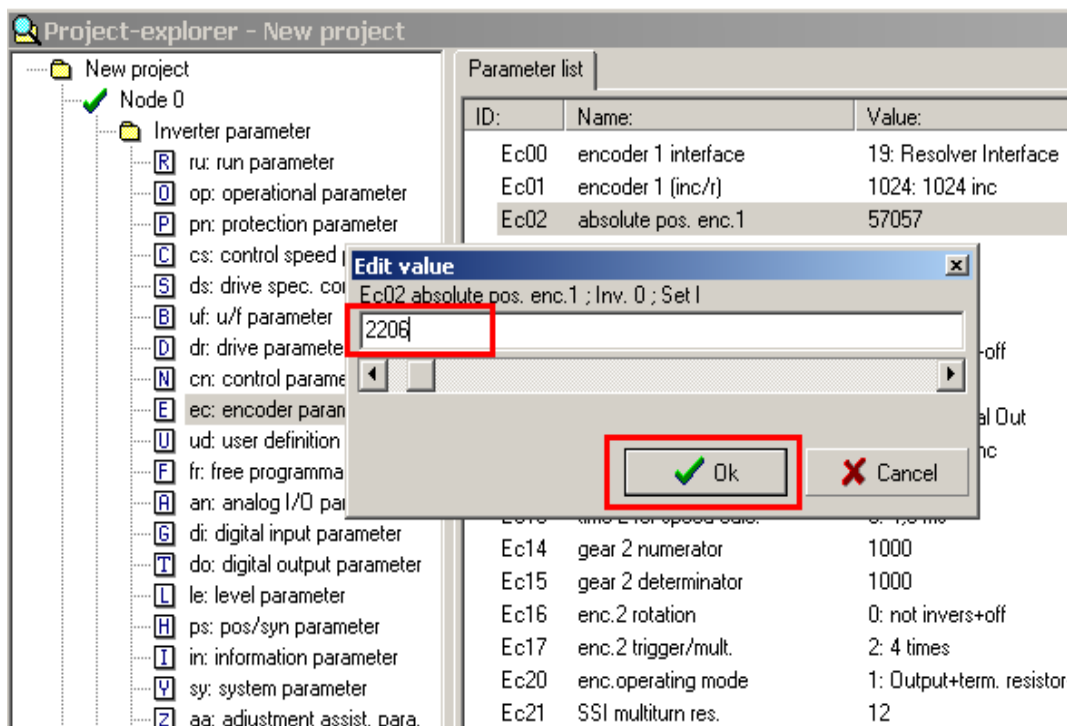 Project-explorer - New project
New project
Node 0
Inverter parameter
R ru: run parameter
O op: operational parameter
P pn: protection parameter
C cs: control speed
S ds: drive spec.
B uf: u/f parameter
D dr: drive parame
N cn: control parame
E ec: encoder param
U ud: user definition
F fr: free programma
A an: analog I/O par
G di: digital input parameter
T do: digital output parameter
L le: level parameter
H ps: pos/syn parameter
I in: information parameter
Y sy: system parameter
Z aa: adjustment assist. para.
Parameter list
ID: Name: Value:
Ec00 encoder 1 interface 19: Resolver Interface
Ec01 encoder 1 (inc/r) 1024: 1024 inc
Ec02 absolute pos. enc.1 57057
Edit value
Ec02 absolute pos. enc.1 ; Inv. 0 ; Set I
2206
Ok Cancel
+off
al Out
nc
Ec14 gear 2 numerator 1000
Ec15 gear 2 determinator 1000
Ec16 enc.2 rotation 0: not invers+off
Ec17 enc.2 trigger/mult. 2: 4 times
Ec20 enc.operating mode 1: Output+term. resistor
Ec21 SSI multiturn res. 12